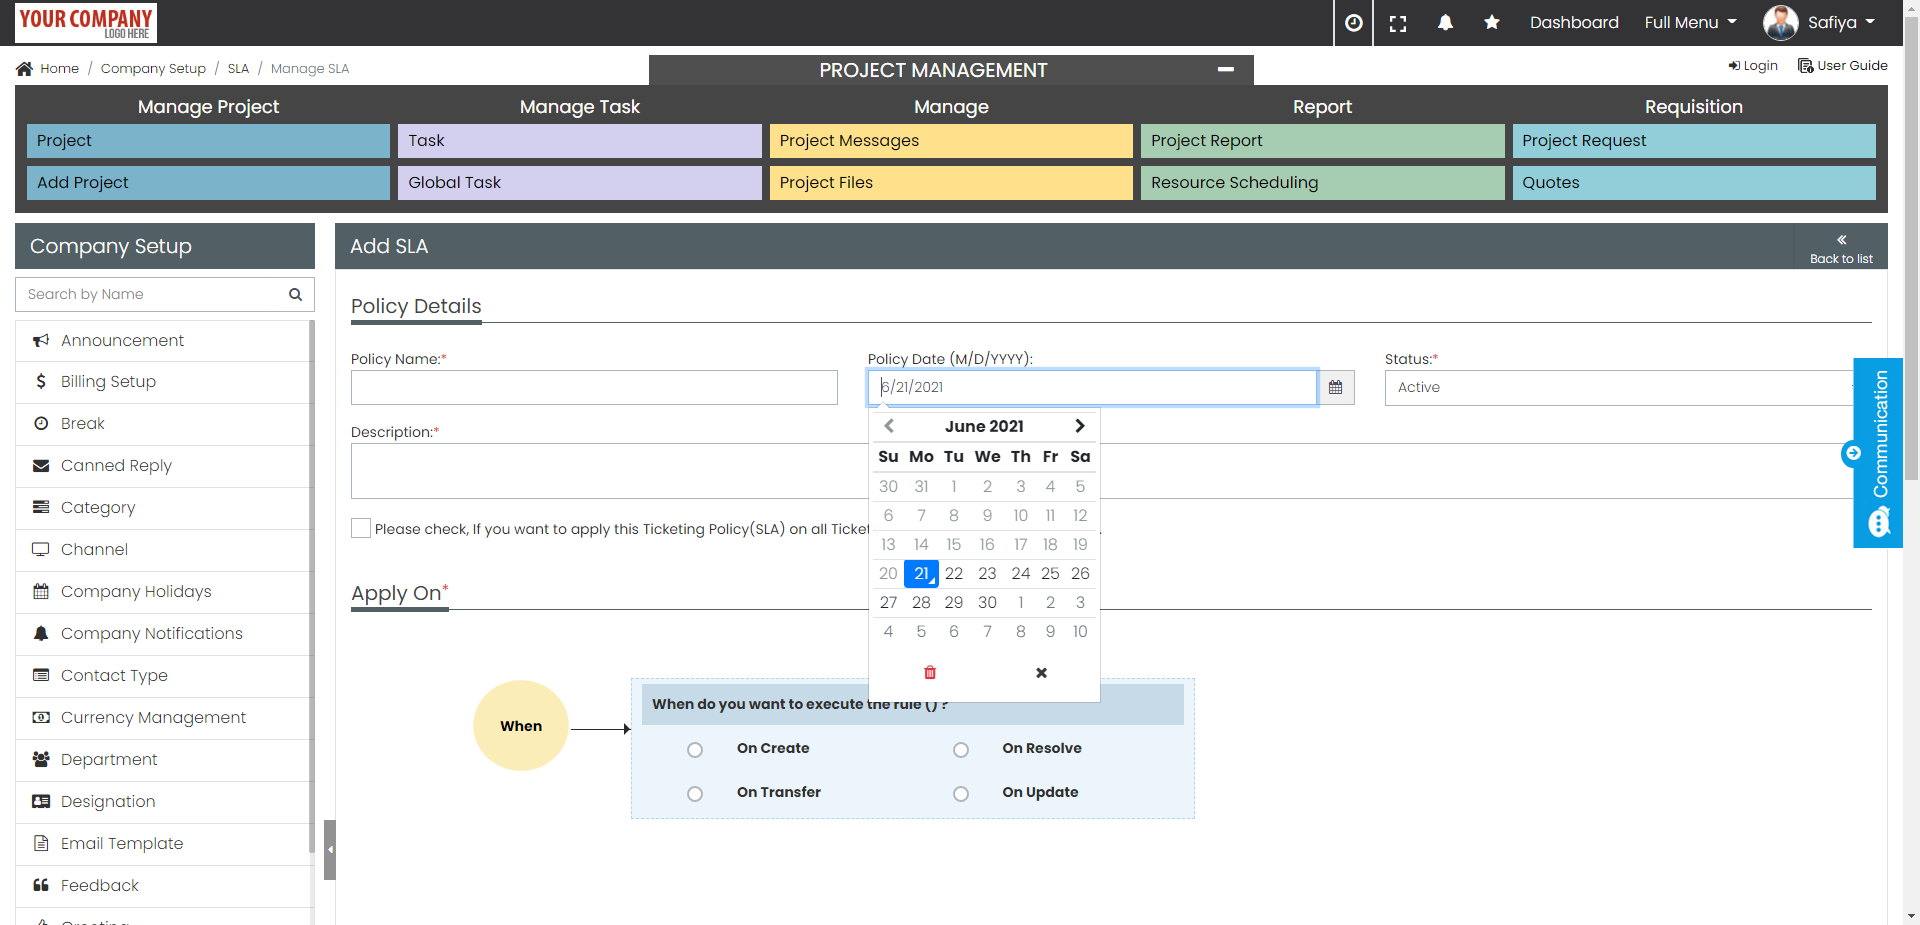 YOUR COMPANY
LOGO HERE
Dashboard
Full Menu
Safiya
Home / Company Setup / SLA / Manage SLA
PROJECT MANAGEMENT
Login
User Guide
Manage Project
Manage Task
Manage
Report
Requisition
Project
Task
Project Messages
Project Report
Project Request
Add Project
Global Task
Project Files
Resource Scheduling
Quotes
Company Setup
Search by Name
Announcement
Billing Setup
Break
Canned Reply
Category
Channel
Company Holidays
Company Notifications
Contact Type
Currency Management
Department
Designation
Email Template
Feedback
Add SLA
Back to list
Policy Details
Policy Name:*
Policy Date (M/D/YYYY):
Status:*
6/21/2021
Active
Description:*
June 2021
Su Mo Tu We Th Fr Sa
30 31 1 2 3 4 5
6 7 8 9 10 11 12
13 14 15 16 17 18 19
20 21 22 23 24 25 26
27 28 29 30 1 2 3
4 5 6 7 8 9 10
Please check, If you want to apply this Ticketing Policy(SLA) on all
Apply On*
When
When do you want to execute the rule () ?
On Create
On Resolve
On Transfer
On Update
Communication